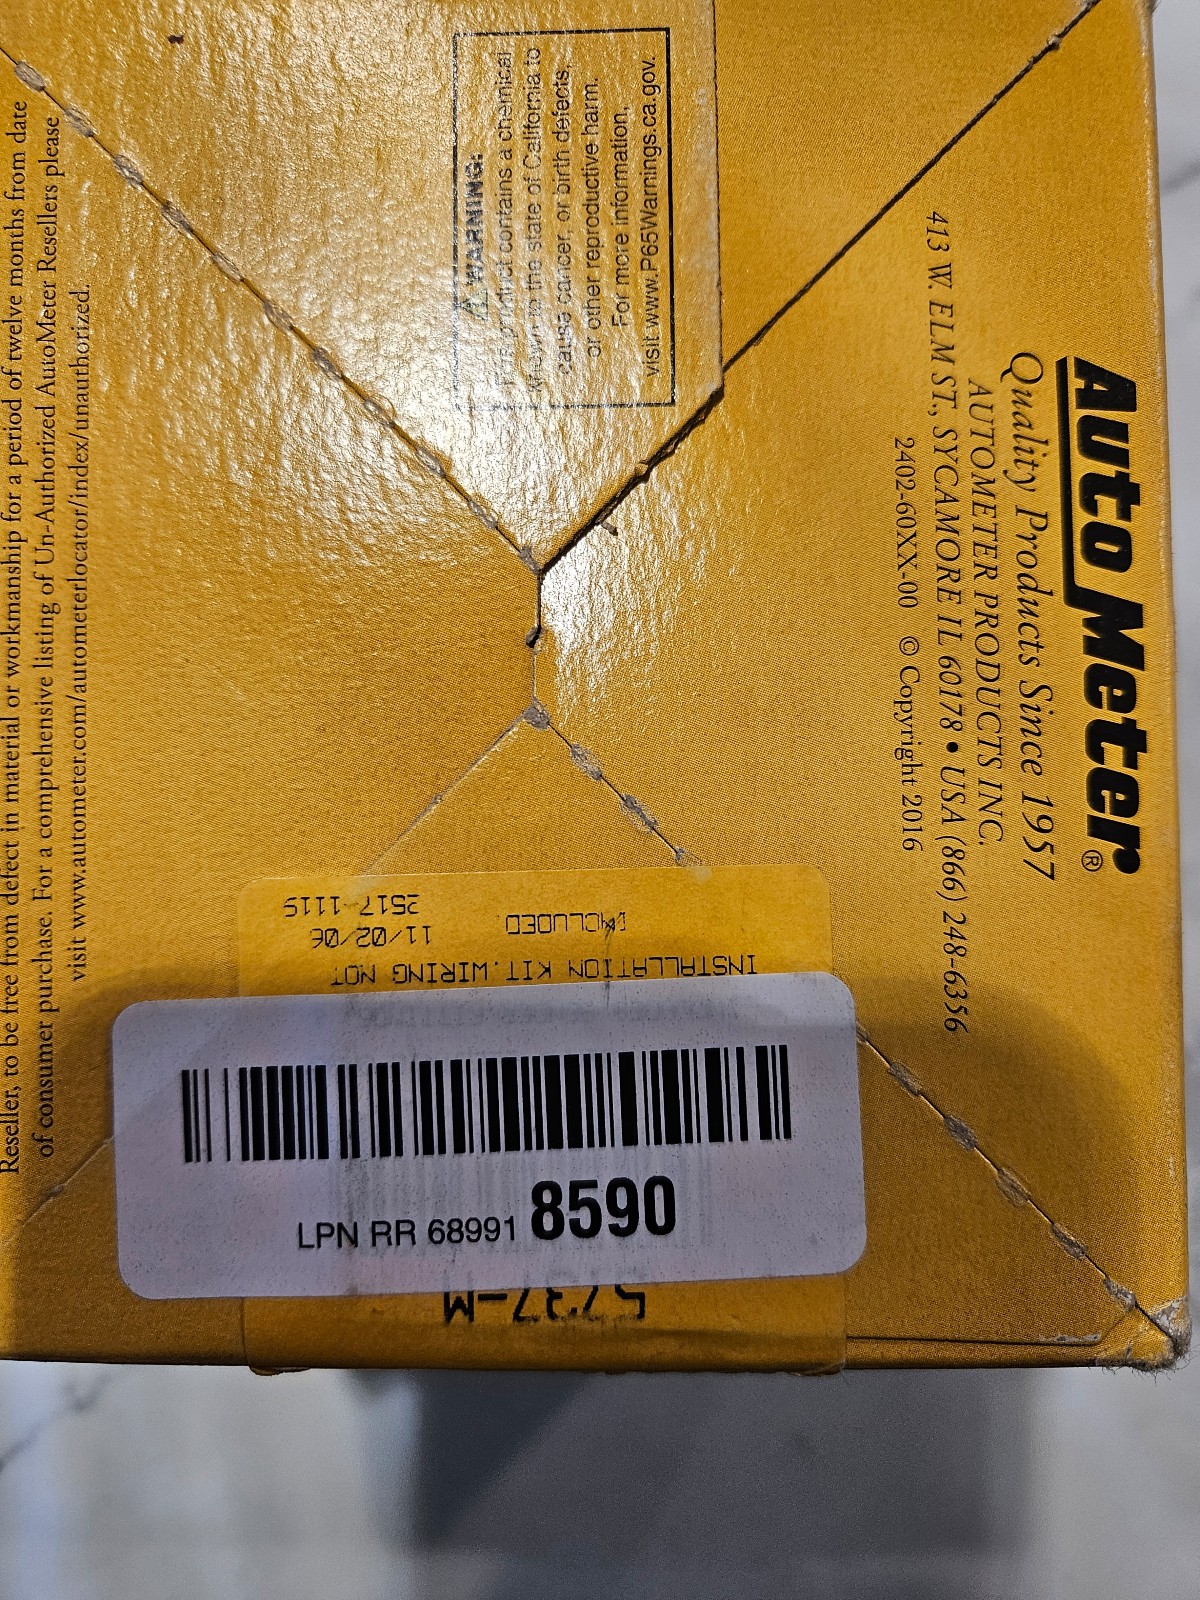 Reseller, to be free from defect in material or workmanship for a period of twelve months from date
of consumer purchase. For a comprehensive listing of Un-Authorized AutoMeter Resellers please
visit www.autometer.com/autometerlocator/index/unauthorized.
⚠ WARNING:
This product contains a chemical
known to the state of California to
cause cancer, or birth defects,
or other reproductive harm.
For more information,
visit www.P65Warnings.ca.gov.
Auto Meter®
Quality Products Since 1957
AUTOMETER PRODUCTS INC.
413 W. ELM ST., SYCAMORE IL 60178 • USA (866) 248-6356
2402-60XX-00 © Copyright 2016
5737-M
INSTALLATION KIT.WIRING NOT
INCLUDED 11/02/06
2517-1119
LPN RR 68991 8590